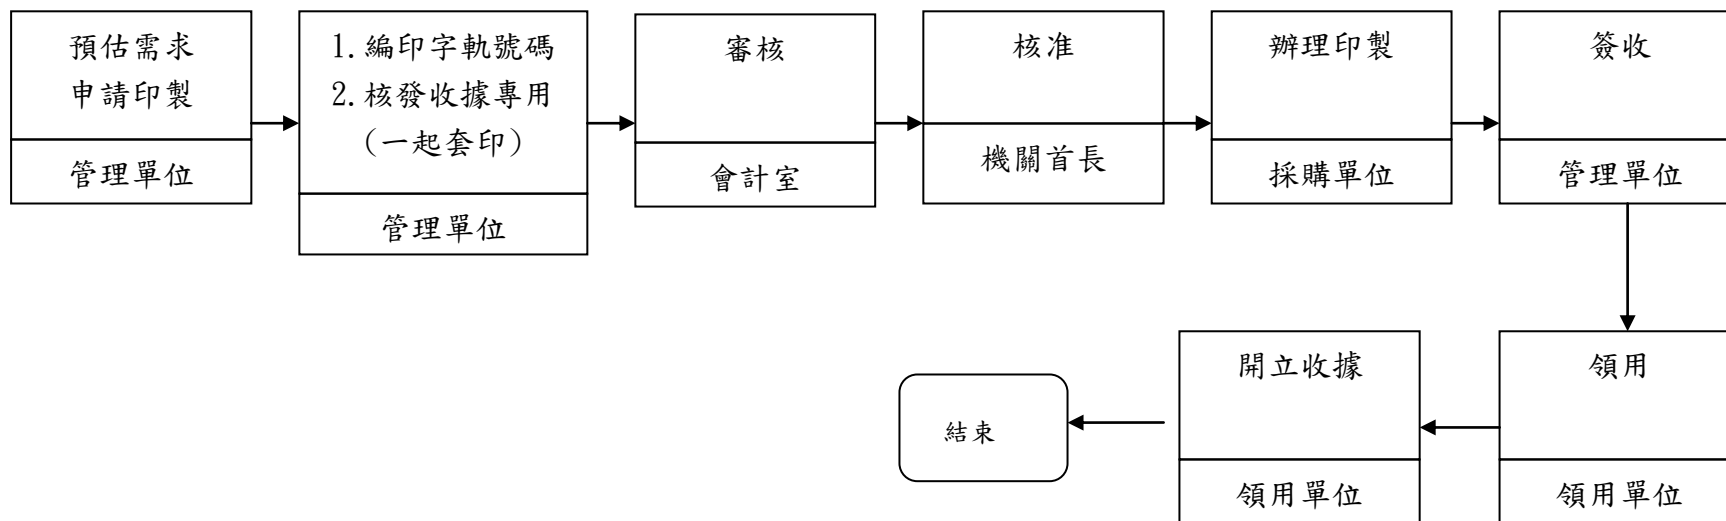 預估需求
申請印製
管理單位
1.編印字軌號碼
2.核發收據專用
(一起套印)
管理單位
審核
會計室
核准
機關首長
辦理印製
採購單位
簽收
管理單位
領用
領用單位
開立收據
領用單位
結束